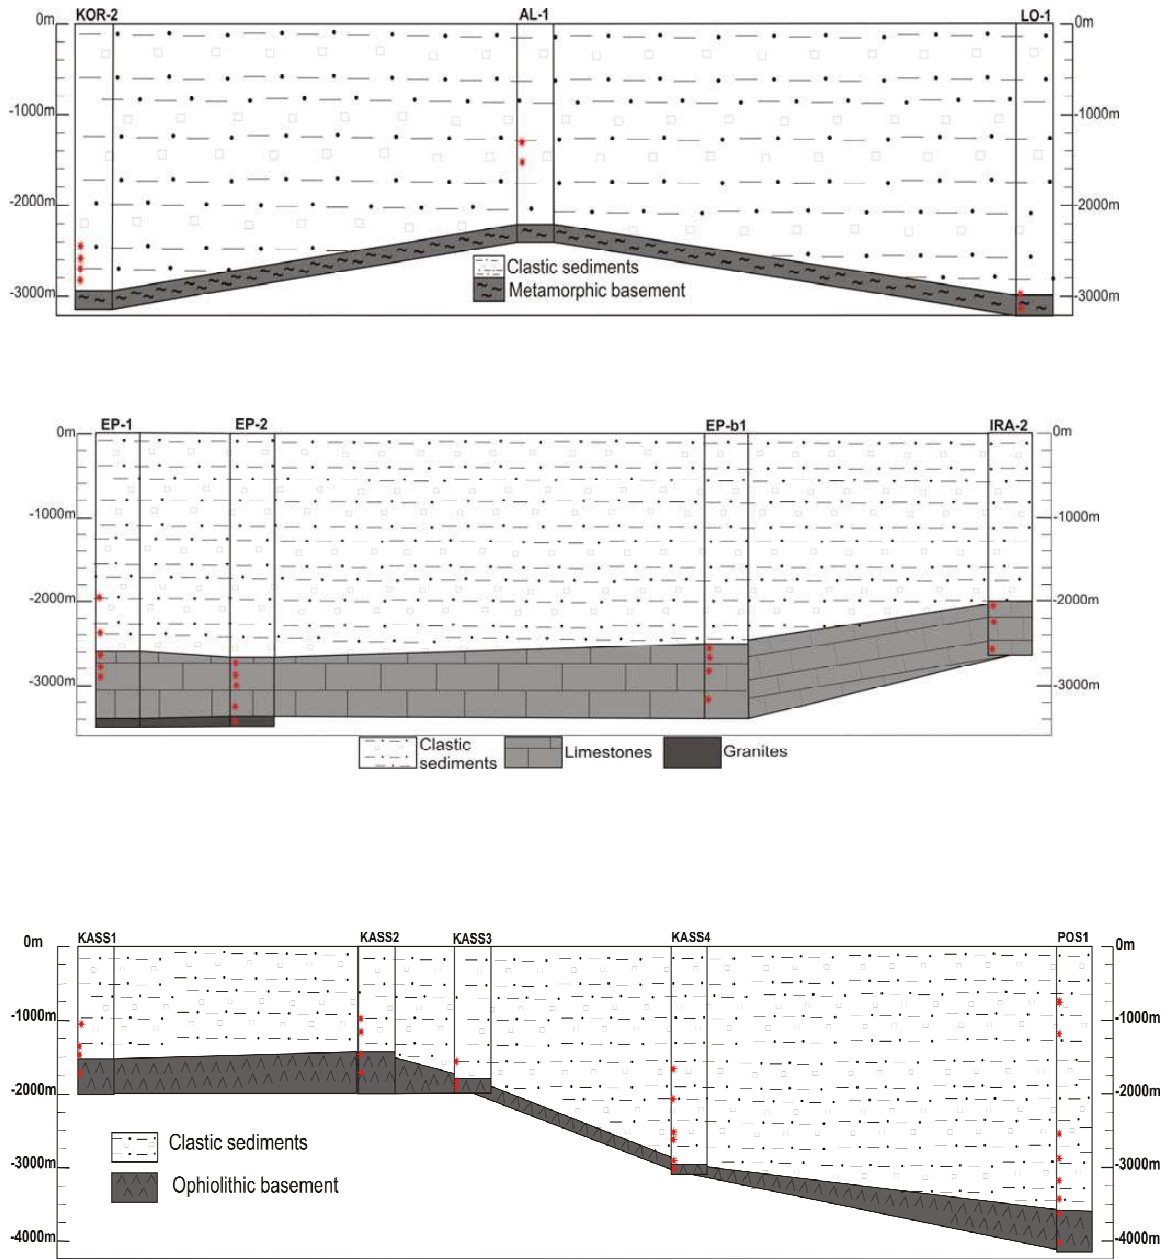 KOR-2 AL-1 LO-1
0m 0m
-1000m -1000m
-2000m -2000m
-3000m -3000m
Clastic sediments
Metamorphic basement
EP-1 EP-2 EP-b1 IRA-2
0m 0m
-1000m -1000m
-2000m -2000m
-3000m -3000m
Clastic
sediments
Limestones
Granites
KASS1 KASS2 KASS3 KASS4 POS1
0m 0m
-1000m -1000m
-2000m -2000m
-3000m -3000m
-4000m -4000m
Clastic sediments
Ophiolithic basement